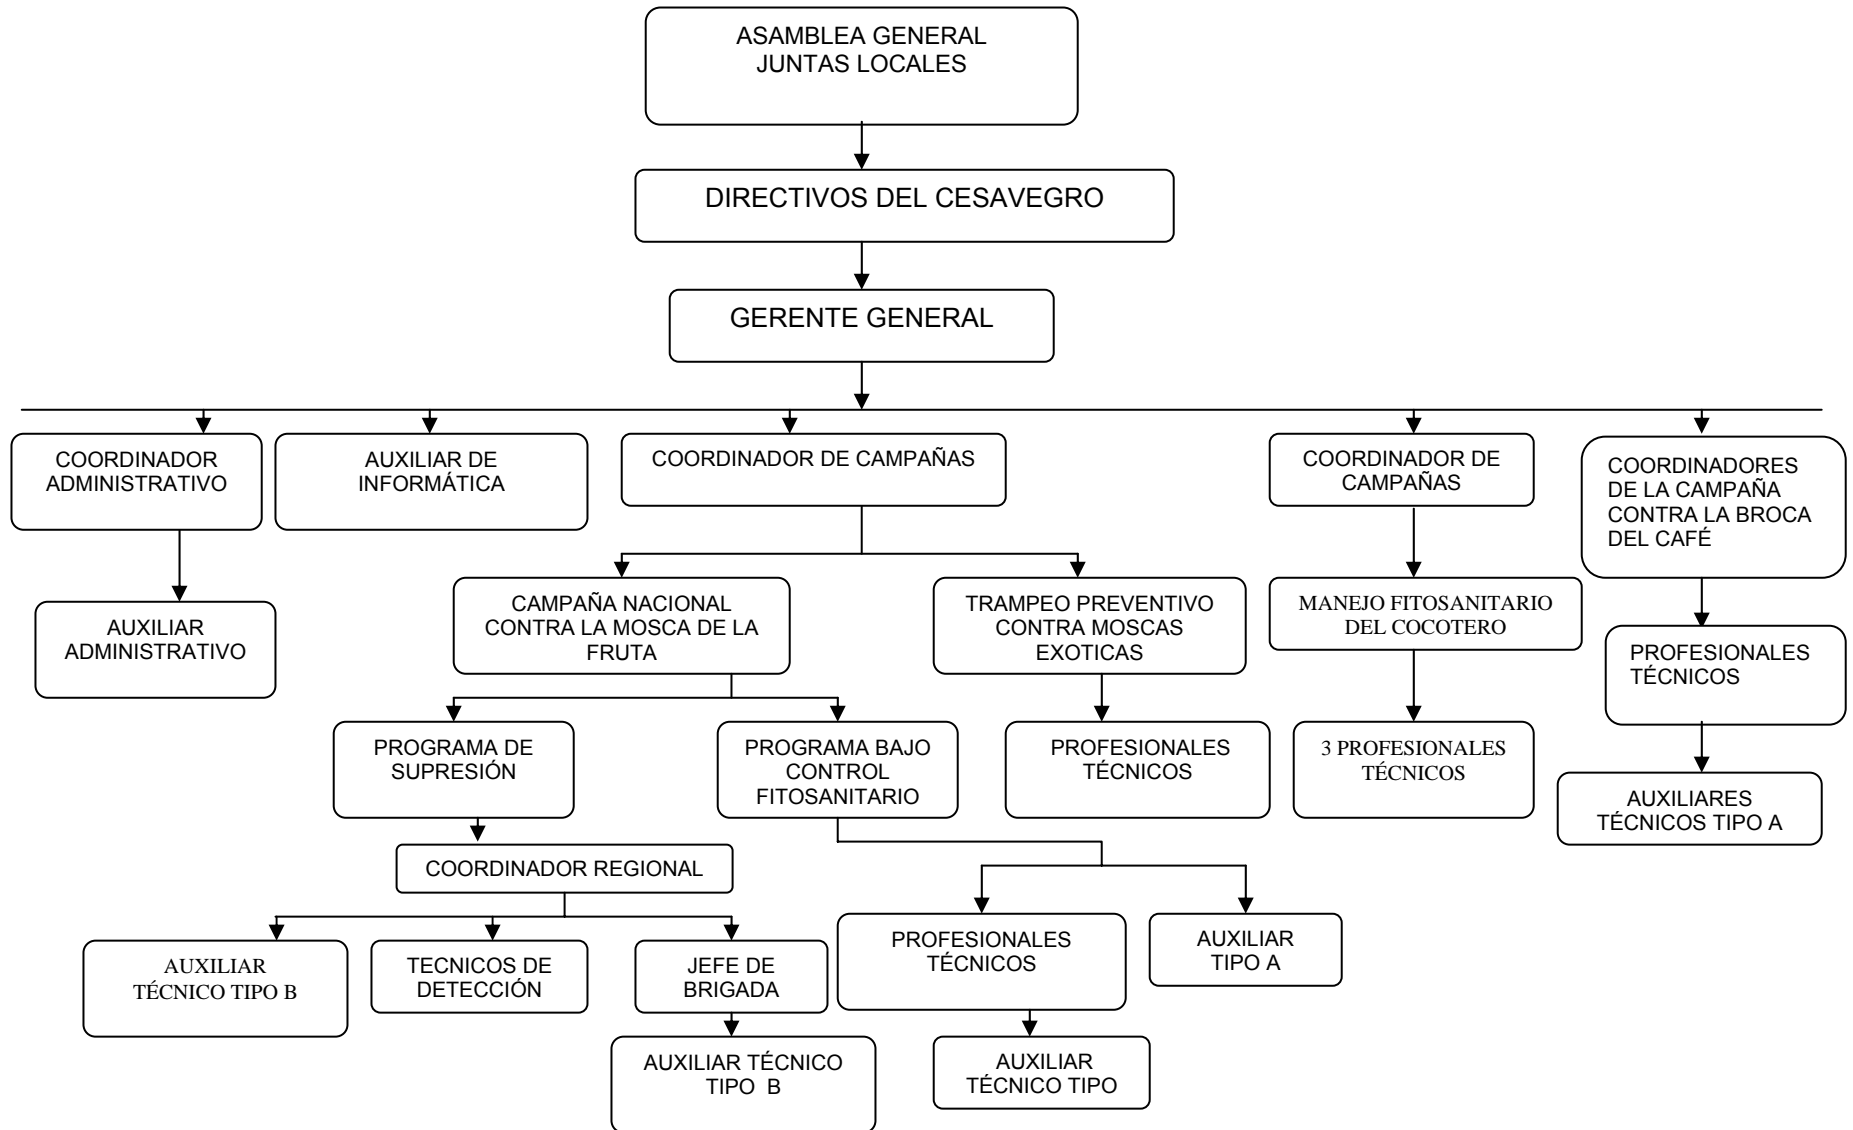 ASAMBLEA GENERAL
JUNTAS LOCALES
DIRECTIVOS DEL CESAVEGRO
GERENTE GENERAL
COORDINADOR
ADMINISTRATIVO
AUXILIAR DE
INFORMÁTICA
COORDINADOR DE CAMPAÑAS
COORDINADOR DE
CAMPAÑAS
COORDINADORES
DE LA CAMPAÑA
CONTRA LA BROCA
DEL CAFÉ
AUXILIAR
ADMINISTRATIVO
CAMPAÑA NACIONAL
CONTRA LA MOSCA DE LA
FRUTA
TRAMPEO PREVENTIVO
CONTRA MOSCAS
EXOTICAS
MANEJO FITOSANITARIO
DEL COCOTERO
PROFESIONALES
TÉCNICOS
PROGRAMA DE
SUPRESIÓN
PROGRAMA BAJO
CONTROL
FITOSANITARIO
PROFESIONALES
TÉCNICOS
3 PROFESIONALES
TÉCNICOS
AUXILIARES
TÉCNICOS TIPO A
COORDINADOR REGIONAL
AUXILIAR
TÉCNICO TIPO B
TECNICOS DE
DETECCIÓN
JEFE DE
BRIGADA
PROFESIONALES
TÉCNICOS
AUXILIAR
TIPO A
AUXILIAR TÉCNICO
TIPO  B
AUXILIAR
TÉCNICO TIPO